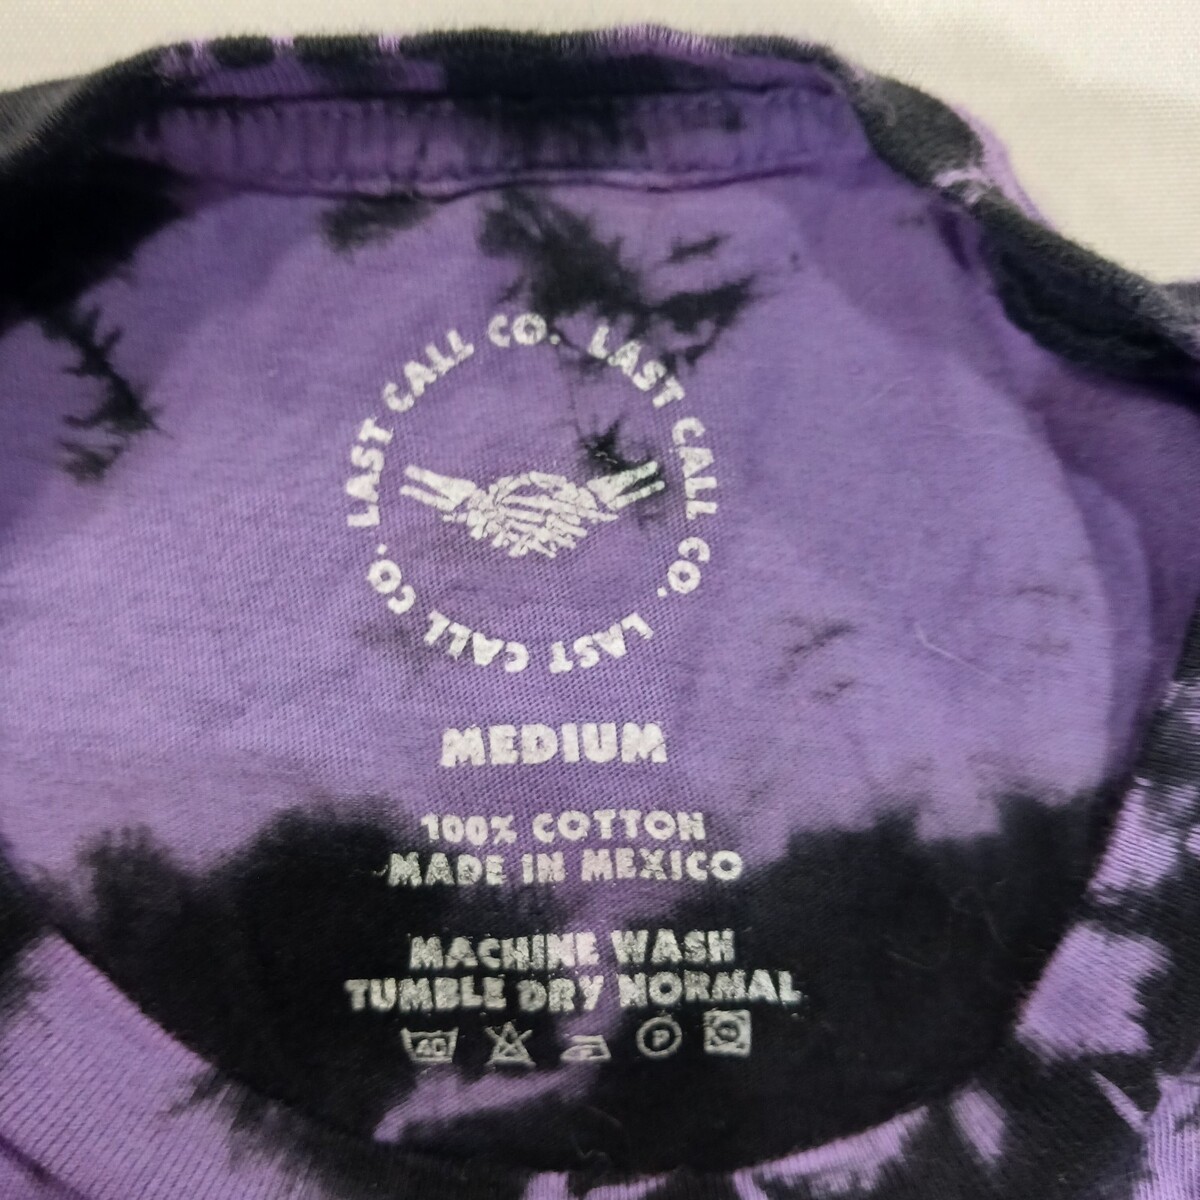 LAST CALL CO. LAST CALL CO. LAST CALL CO.
MEDIUM
100% COTTON
MADE IN MEXICO
MACHINE WASH
TUMBLE DRY NORMAL
40
P